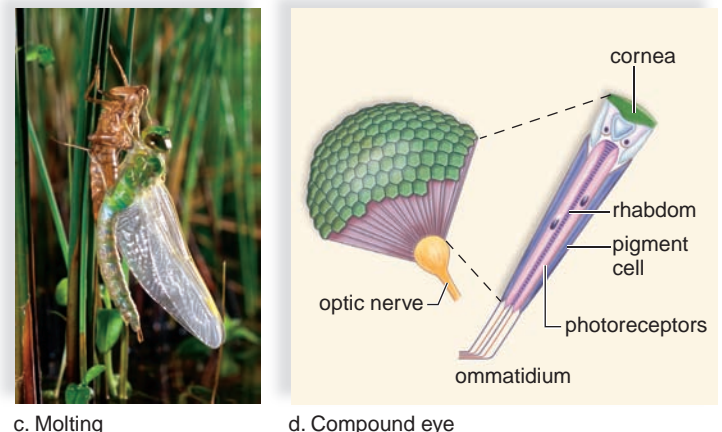 cornea
rhabdom
pigment
cell
optic nerve
photoreceptors
ommatidium
c. Molting
d. Compound eye